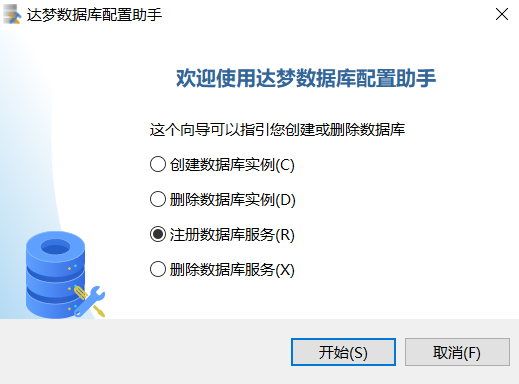 达梦数据库配置助手
欢迎使用达梦数据库配置助手
这个向导可以指引您创建或删除数据库
创建数据库实例(C)
删除数据库实例(D)
注册数据库服务(R)
删除数据库服务(X)
开始(S)
取消(F)